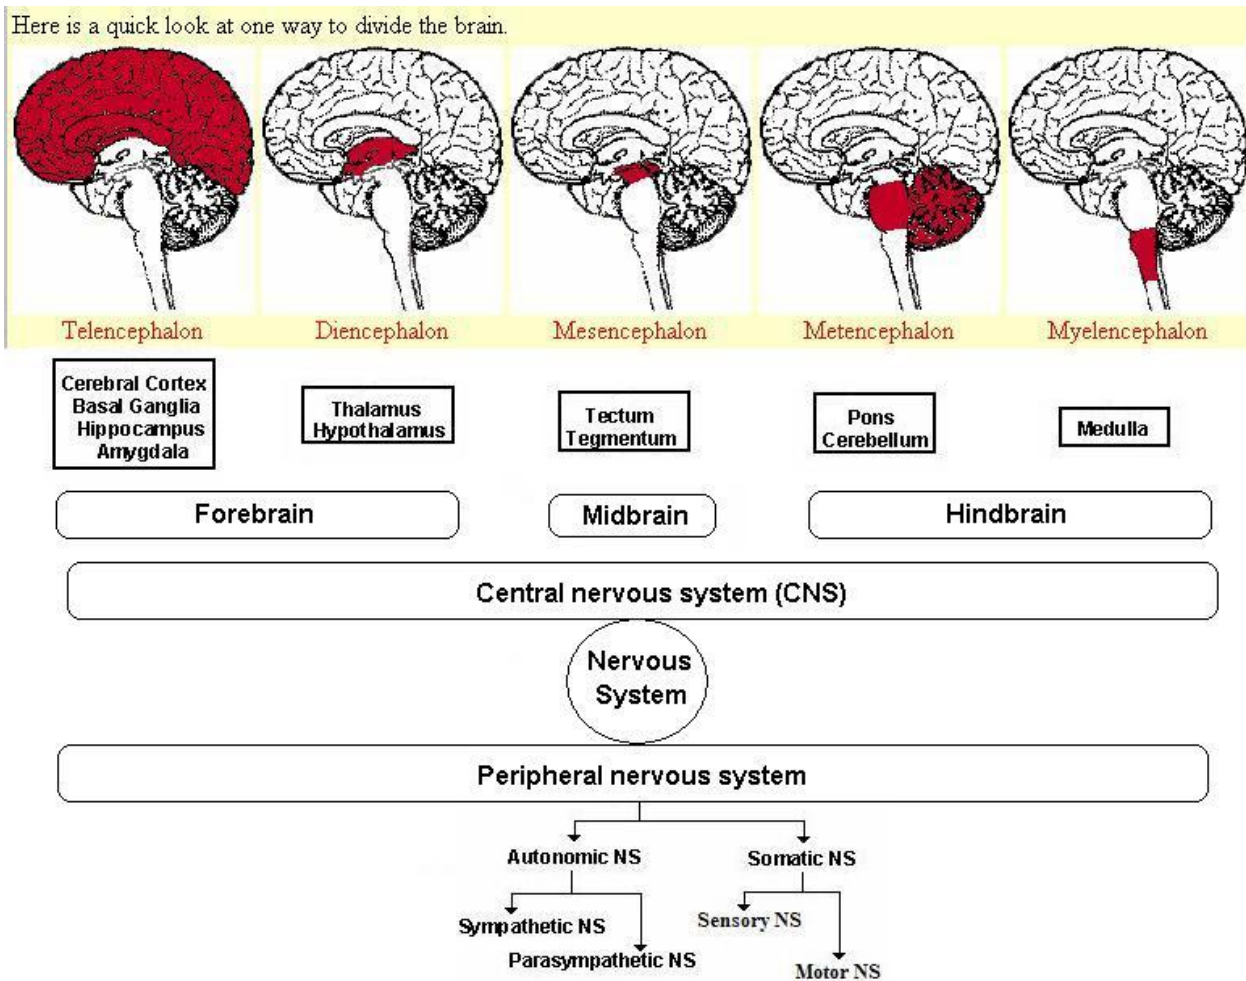 Here is a quick look at one way to divide the brain.
Telencephalon
Diencephalon
Mesencephalon
Metencephalon
Myelencephalon
Cerebral Cortex
Basal Ganglia
Hippocampus
Amygdala
Thalamus
Hypothalamus
Tectum
Tegmentum
Pons
Cerebellum
Medulla
Forebrain
Midbrain
Hindbrain
Central nervous system (CNS)
Nervous
System
Peripheral nervous system
Autonomic NS
Somatic NS
Sympathetic NS
Parasympathetic NS
Sensory NS
Motor NS